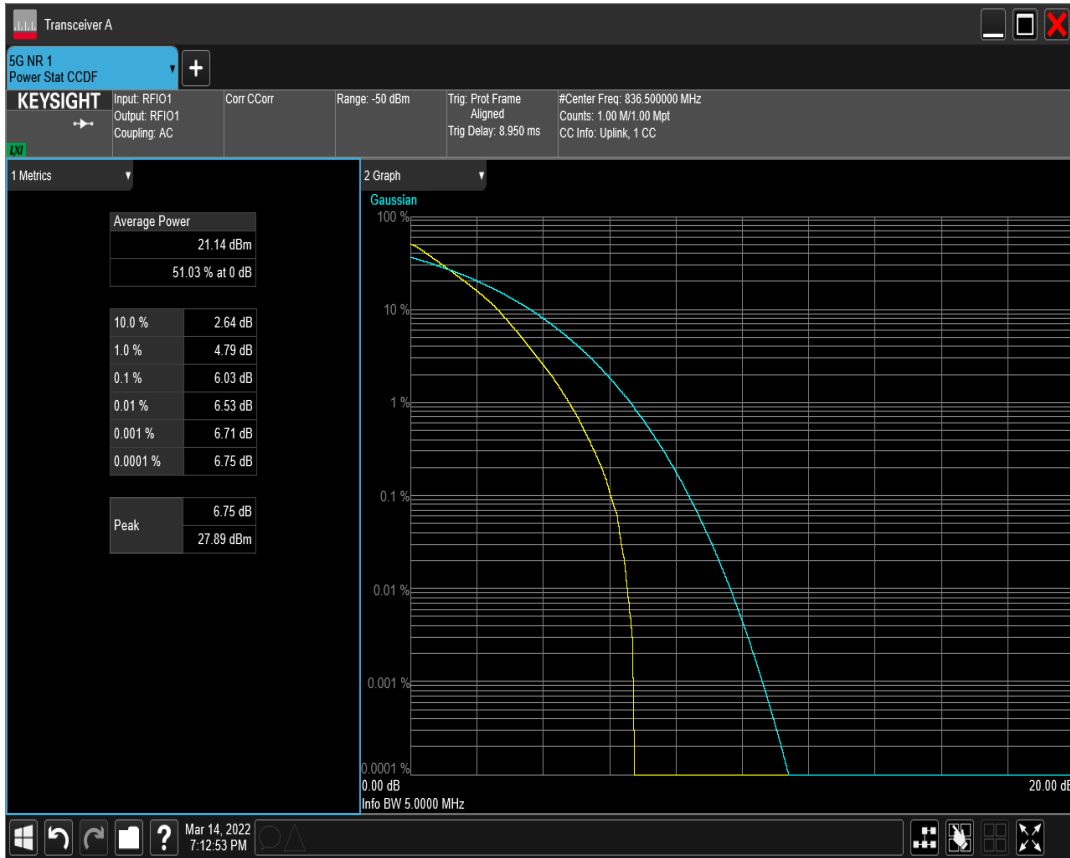 Transceiver A
5G NR 1
Power Stat CCDF
KEYSIGHT
LXI
Input: RFIO1
Output: RFIO1
Coupling: AC
Corr CCorr
Range: -50 dBm
Trig: Prot Frame
Aligned
Trig Delay: 8.950 ms
#Center Freq: 836.500000 MHz
Counts: 1.00 M/1.00 Mpt
CC Info: Uplink, 1 CC
1 Metrics
Average Power
21.14 dBm
51.03 % at 0 dB
10.0 % 2.64 dB
1.0 % 4.79 dB
0.1 % 6.03 dB
0.01 % 6.53 dB
0.001 % 6.71 dB
0.0001 % 6.75 dB
Peak 6.75 dB
27.89 dBm
2 Graph
Gaussian
100 %
10 %
1 %
0.1 %
0.01 %
0.001 %
0.0001 %
0.00 dB 20.00 dB
Info BW 5.0000 MHz
Mar 14, 2022
7:12:53 PM